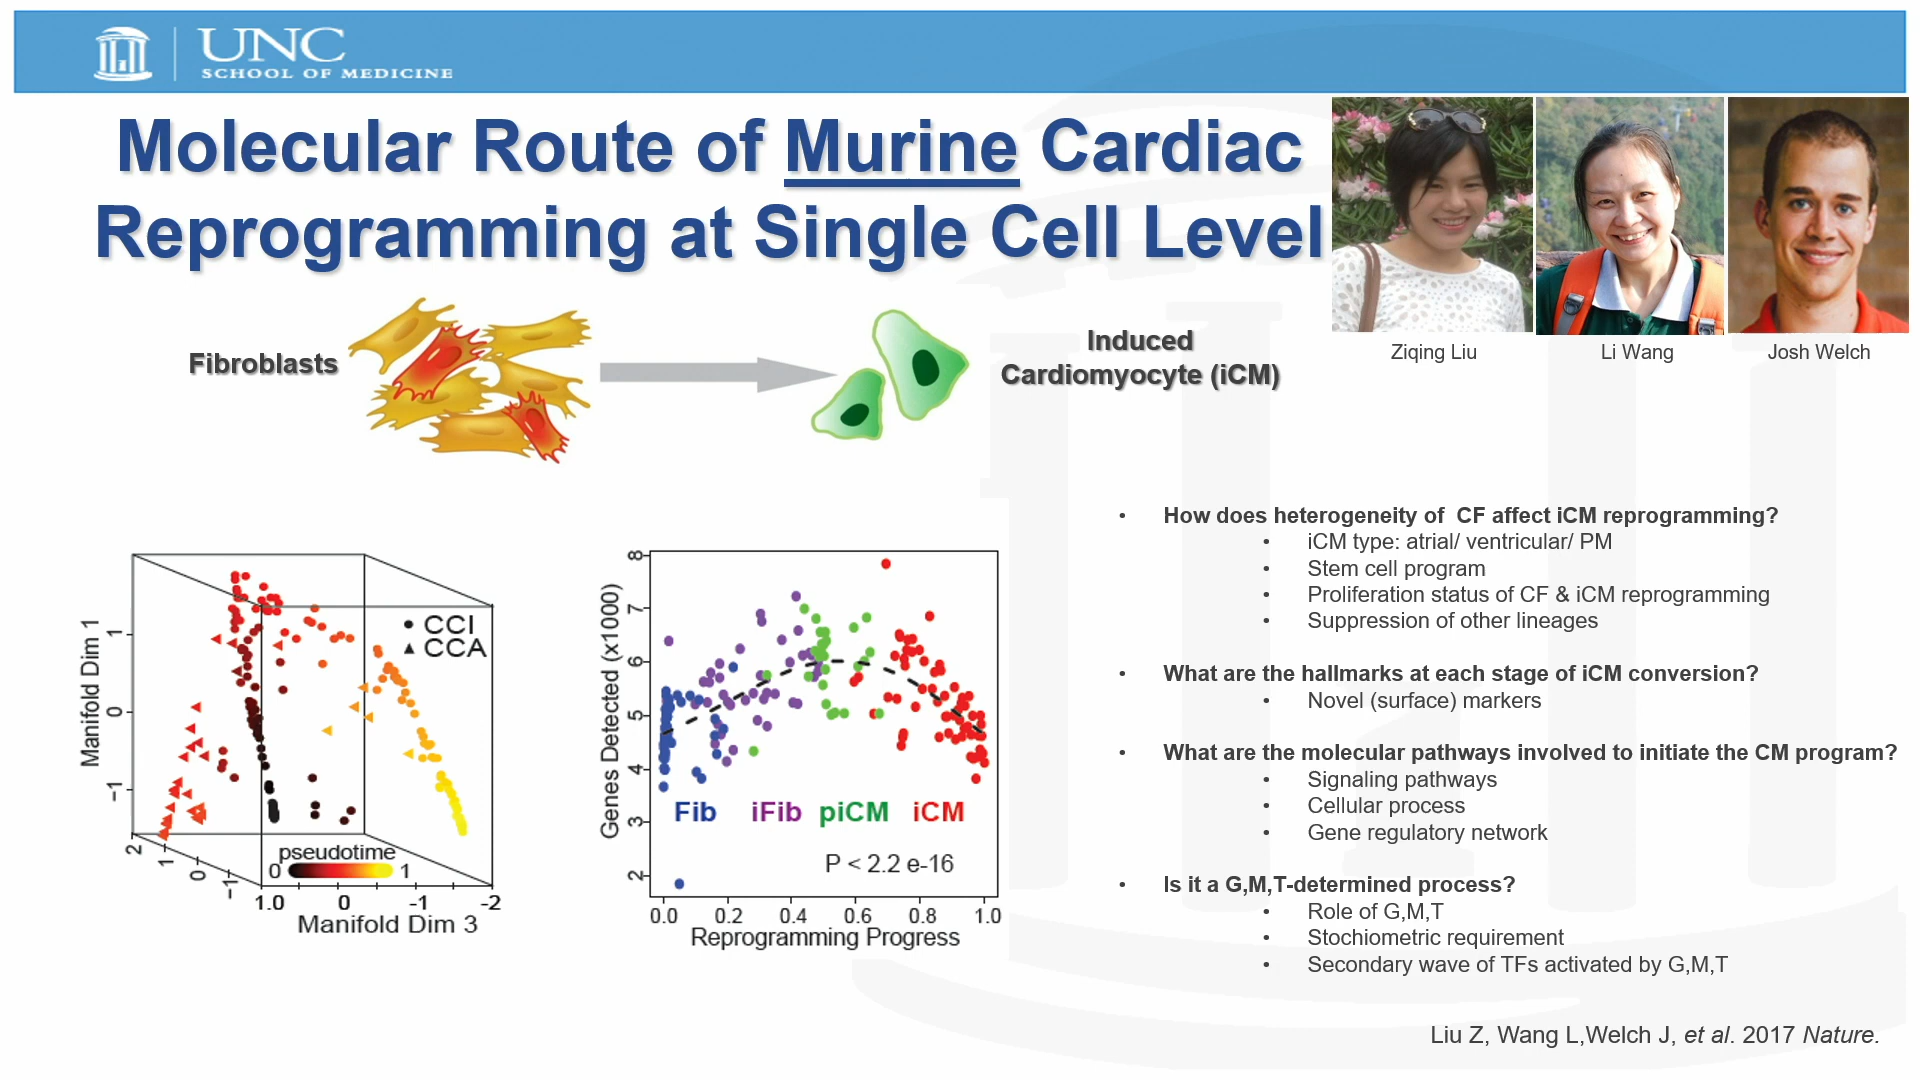 UNC
SCHOOL OF MEDICINE
Molecular Route of Murine Cardiac
Reprogramming at Single Cell Level
Ziqing Liu
Li Wang
Josh Welch
Fibroblasts
Induced
Cardiomyocyte (iCM)
Manifold Dim 1
1
0
−1
CCI
CCA
pseudotime
0
1
2
1
0
−1
1.0
0
-1
-2
Manifold Dim 3
Genes Detected (x1000)
8
7
6
5
4
3
2
Fib
iFib
piCM
iCM
P < 2.2 e-16
0.0
0.2
0.4
0.6
0.8
1.0
Reprogramming Progress
• How does heterogeneity of CF affect iCM reprogramming?
• iCM type: atrial/ ventricular/ PM
• Stem cell program
• Proliferation status of CF & iCM reprogramming
• Suppression of other lineages
• What are the hallmarks at each stage of iCM conversion?
• Novel (surface) markers
• What are the molecular pathways involved to initiate the CM program?
• Signaling pathways
• Cellular process
• Gene regulatory network
• Is it a G,M,T-determined process?
• Role of G,M,T
• Stochiometric requirement
• Secondary wave of TFs activated by G,M,T
Liu Z, Wang L,Welch J, et al. 2017 Nature.